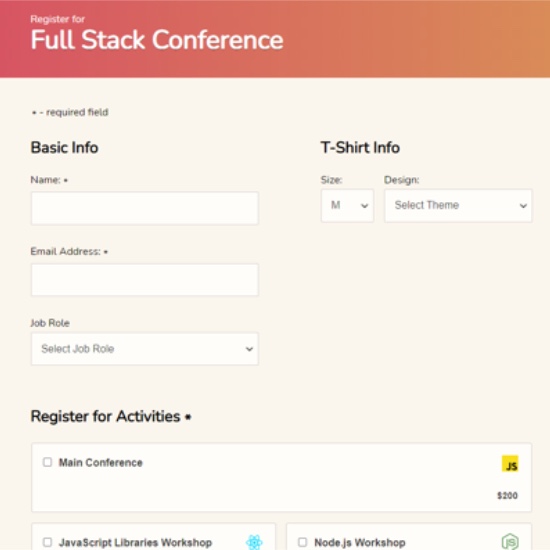 Register for
Full Stack Conference
* - required field
Basic Info
Name: *
Email Address: *
Job Role
Select Job Role
T-Shirt Info
Size:
Design:
M
Select Theme
Register for Activities *
Main Conference
JS
$200
JavaScript Libraries Workshop
Node.js Workshop
JS